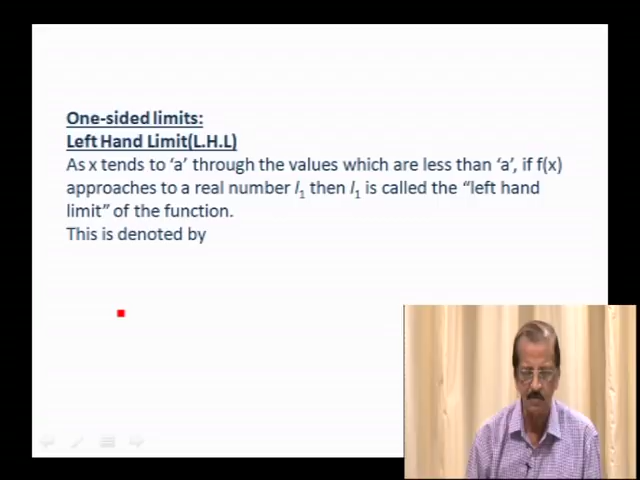 One-sided limits:
Left Hand Limit(L.H.L)
As x tends to ‘a’ through the values which are less than ‘a’, if f(x)
approaches to a real number l₁ then l₁ is called the “left hand
limit” of the function.
This is denoted by